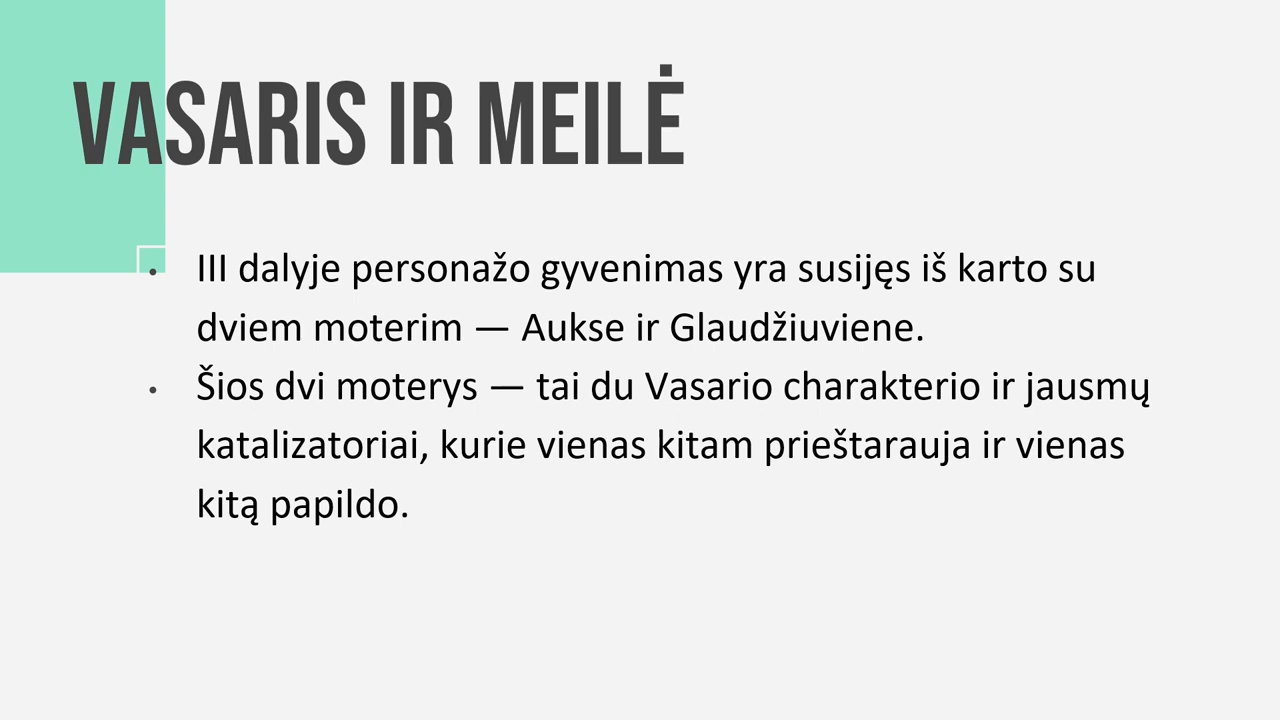 VASARIS IR MEILĖ
• III dalyje personažo gyvenimas yra susijęs iš karto su
dviem moterim — Aukse ir Glaudžiuviene.
• Šios dvi moterys — tai du Vasario charakterio ir jausmų
katalizatoriai, kurie vienas kitam prieštarauja ir vienas
kitą papildo.